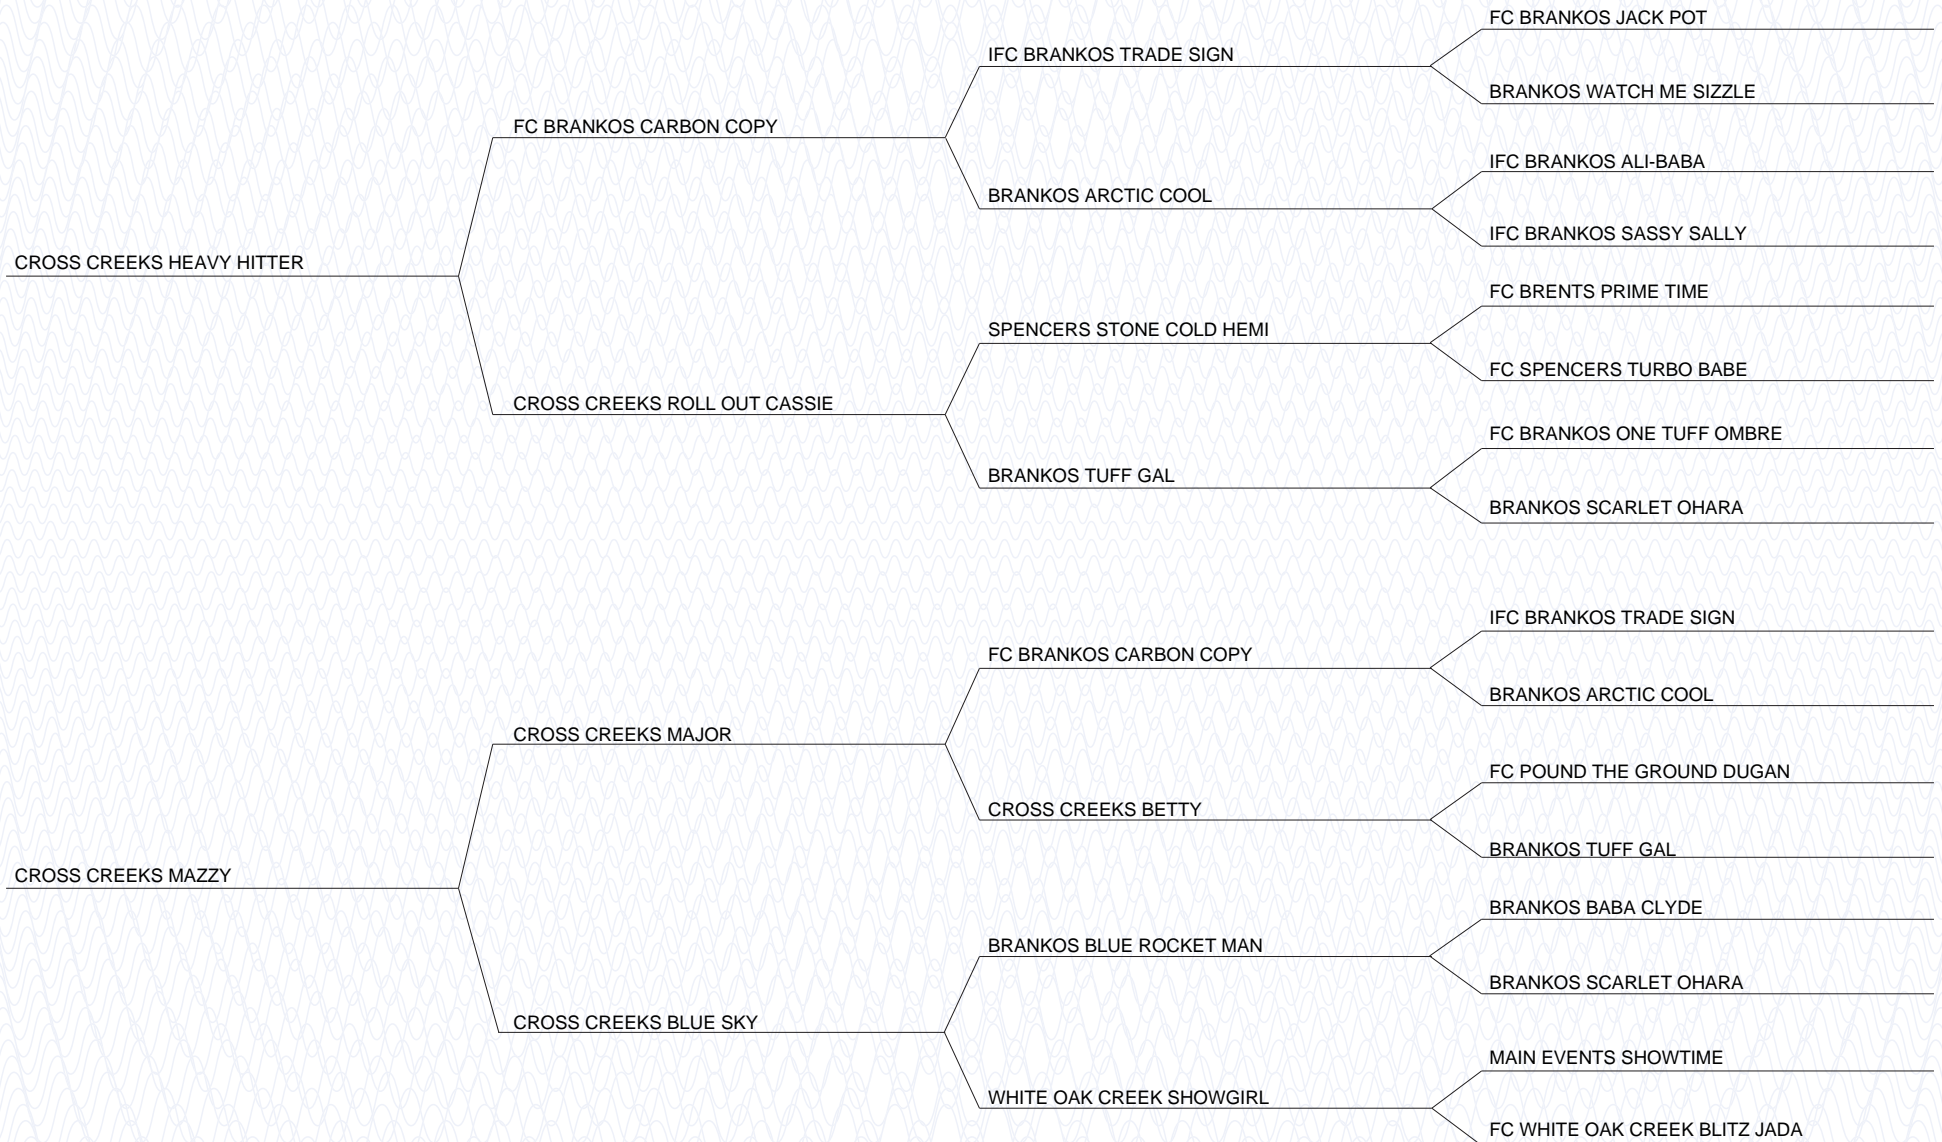 FC BRANKOS JACK POT
IFC BRANKOS TRADE SIGN
BRANKOS WATCH ME SIZZLE
FC BRANKOS CARBON COPY
IFC BRANKOS ALI-BABA
BRANKOS ARCTIC COOL
IFC BRANKOS SASSY SALLY
CROSS CREEKS HEAVY HITTER
FC BRENTS PRIME TIME
SPENCERS STONE COLD HEMI
FC SPENCERS TURBO BABE
CROSS CREEKS ROLL OUT CASSIE
FC BRANKOS ONE TUFF OMBRE
BRANKOS TUFF GAL
BRANKOS SCARLET OHARA
IFC BRANKOS TRADE SIGN
FC BRANKOS CARBON COPY
BRANKOS ARCTIC COOL
CROSS CREEKS MAJOR
FC POUND THE GROUND DUGAN
CROSS CREEKS BETTY
BRANKOS TUFF GAL
CROSS CREEKS MAZZY
BRANKOS BABA CLYDE
BRANKOS BLUE ROCKET MAN
BRANKOS SCARLET OHARA
CROSS CREEKS BLUE SKY
MAIN EVENTS SHOWTIME
WHITE OAK CREEK SHOWGIRL
FC WHITE OAK CREEK BLITZ JADA